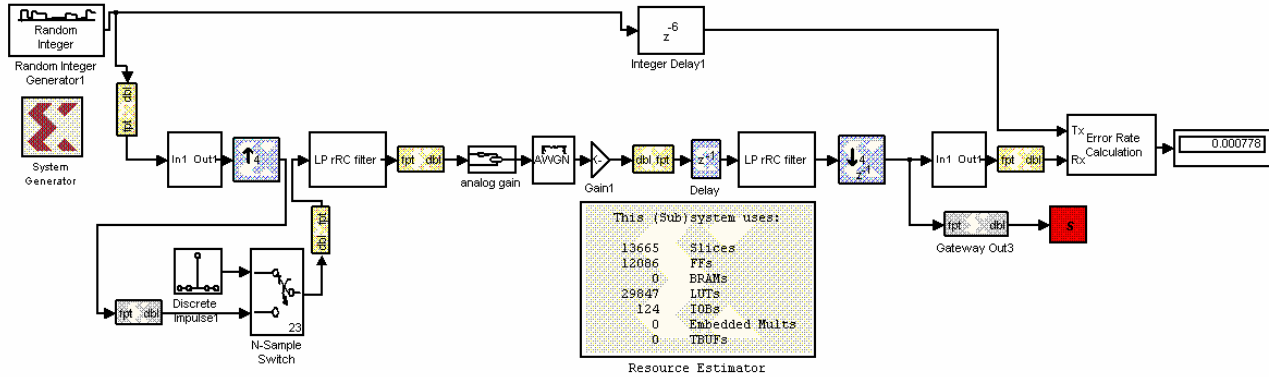 Random
Integer
Random Integer
Generator1
z-6
Integer Delay1
fpt dbl
System
Generator
In1 Out1
4
LP rRC filter
fpt dbl
analog gain
AWGN
K-
Gain1
dbl fpt
z-1
Delay
LP rRC filter
4
z-1
In1 Out1
fpt dbl
Tx
Rx
Error Rate
Calculation
0.000778
fpt dbl
Gateway Out3
S
dbl fpt
Discrete
Impulse1
fpt dbl
23
N-Sample
Switch
This (Sub)system uses:
13665 Slices
12086 FFs
0 BRAMs
29847 LUTs
124 IOBs
0 Embedded Mults
0 TBUFs
Resource Estimator